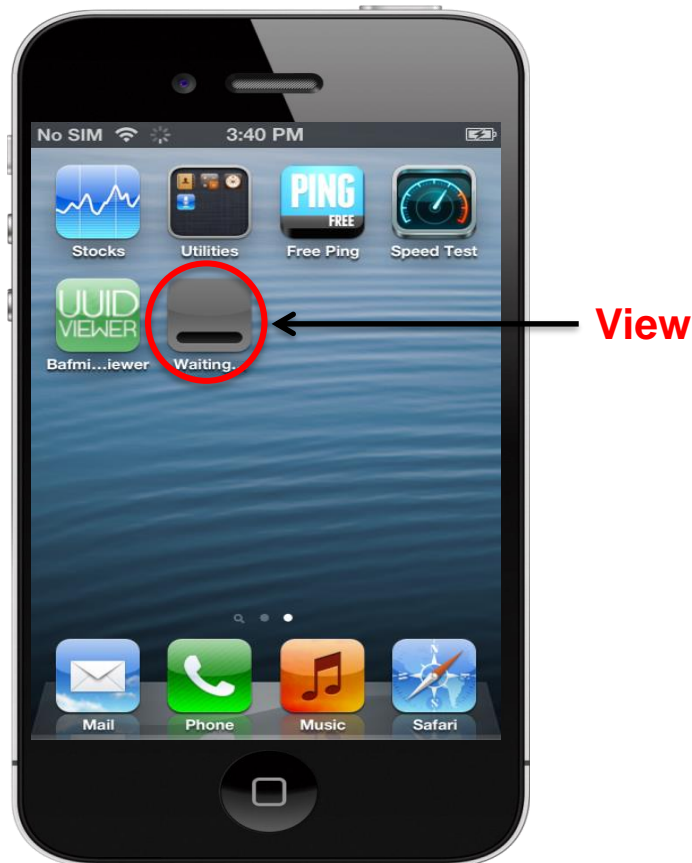 No SIM 3:40 PM
PING
FREE
Stocks Utilities Free Ping Speed Test
UUID
VIEWER
View
Bafmi...iewer Waiting...
Mail Phone Music Safari